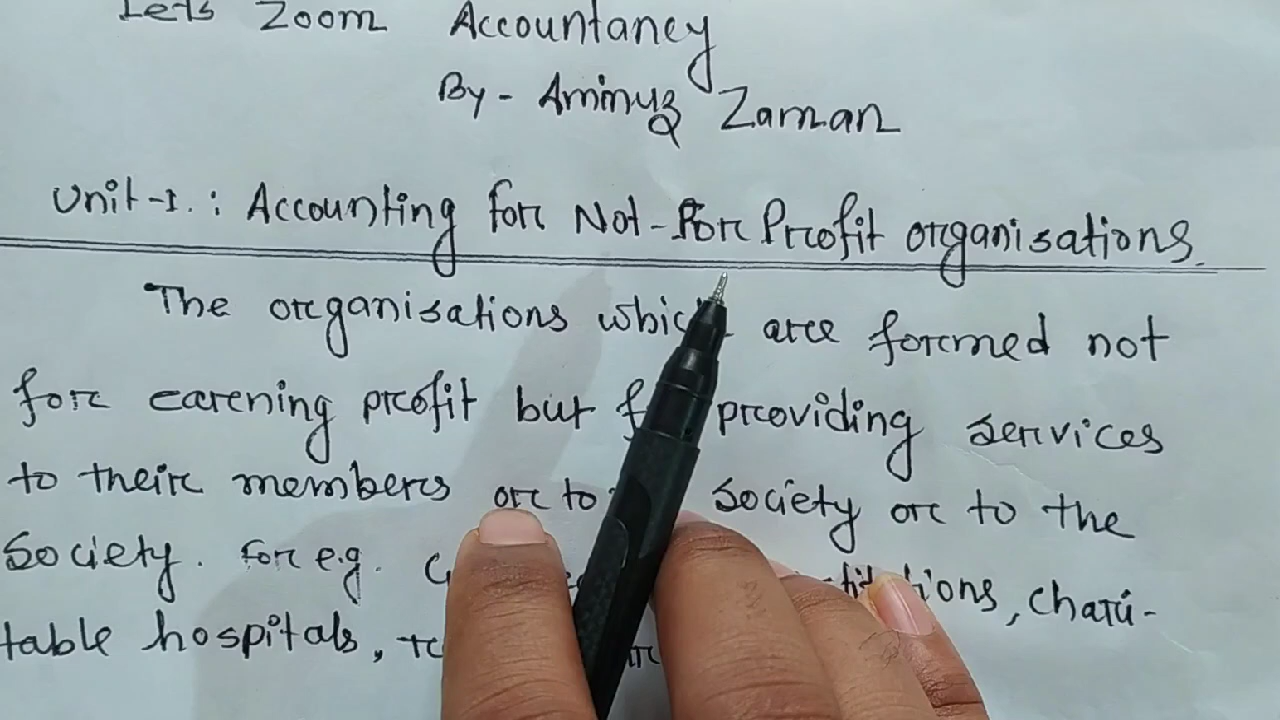 Lets Zoom Accountancy
By - Aminuz Zaman
Unit-I. : Accounting for Not-For Profit organisations.
The organisations which are formed not
for earening profit but providing services
to their members or to society or to the
Society. For e.g. , chari-
table hospitals,